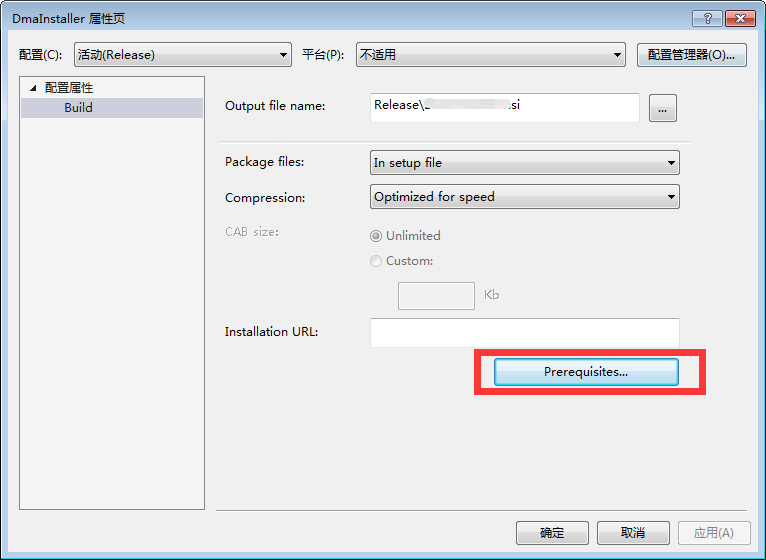 DmaInstaller 属性页
配置(C): 活动(Release) 平台(P): 不适用 配置管理器(O)...
配置属性
Build
Output file name: Release\ .si ...
Package files: In setup file
Compression: Optimized for speed
CAB size: Unlimited
Custom:
Kb
Installation URL:
Prerequisites...
确定 取消 应用(A)